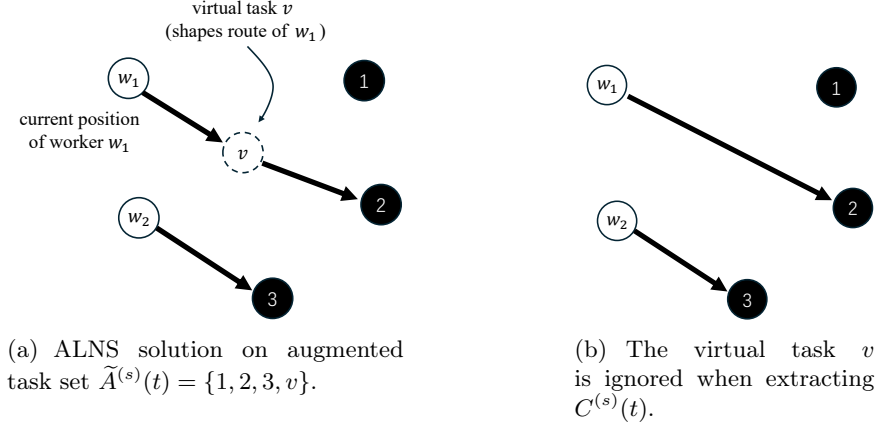 virtual task v
(shapes route of w₁)
w₁
1
current position
of worker w₁
v
2
w₂
3
(a) ALNS solution on augmented
task set Ã⁽ˢ⁾(t) = {1, 2, 3, v}.
w₁
1
2
w₂
3
(b) The virtual task v
is ignored when extracting
C⁽ˢ⁾(t).